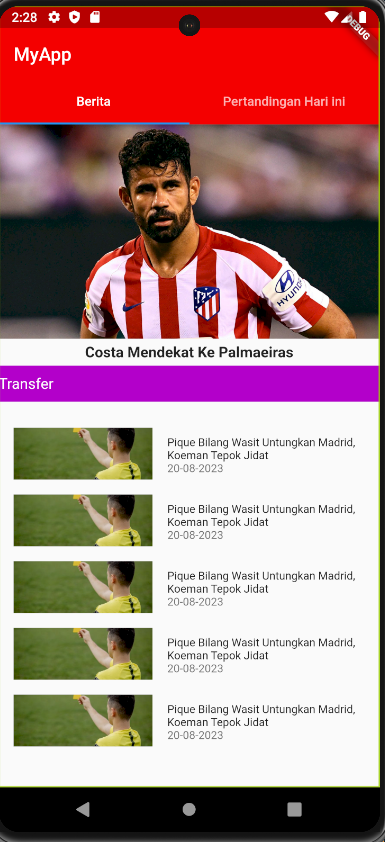 2:28
DEBUG
MyApp
Berita
Pertandingan Hari ini
HYUNDAI
Costa Mendekat Ke Palmaeiras
Transfer
Pique Bilang Wasit Untungkan Madrid,
Koeman Tepok Jidat
20-08-2023
Pique Bilang Wasit Untungkan Madrid,
Koeman Tepok Jidat
20-08-2023
Pique Bilang Wasit Untungkan Madrid,
Koeman Tepok Jidat
20-08-2023
Pique Bilang Wasit Untungkan Madrid,
Koeman Tepok Jidat
20-08-2023
Pique Bilang Wasit Untungkan Madrid,
Koeman Tepok Jidat
20-08-2023